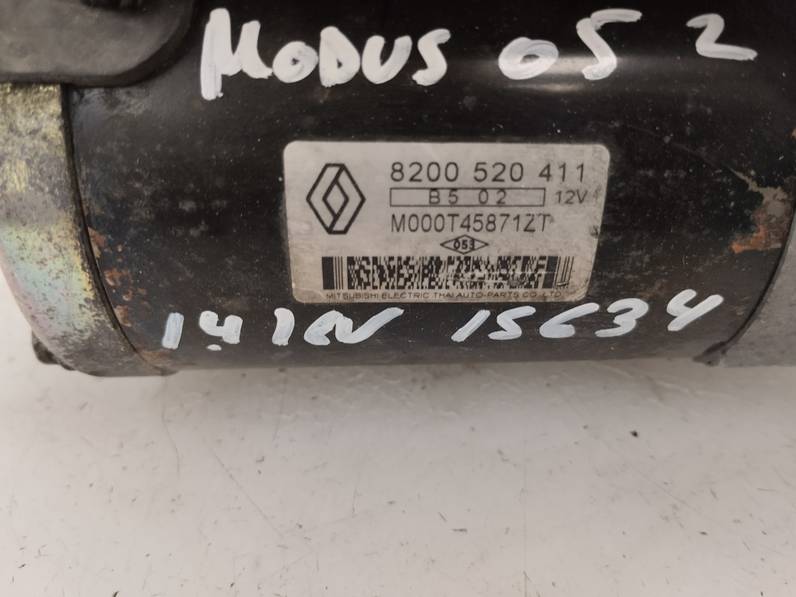 MODUS 05 2
8200 520 411
B5 02 12V
M000T45871ZT
053
MITSUBISHI ELECTRIC THAI AUTO-PARTS CO.,LTD.
1.4 16V 15634